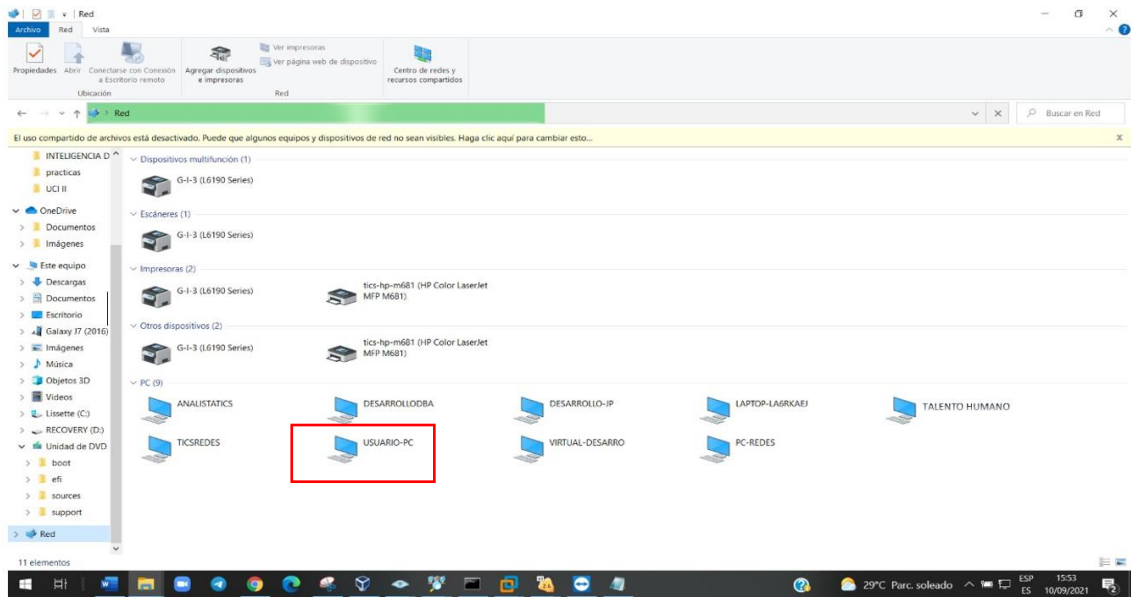 Red
Archivo Red Vista
Propiedades Abrir Conectarse con Conexión a Escritorio remoto
Ubicación
Agregar dispositivos e impresoras
Ver impresoras
Ver página web de dispositivo
Centro de redes y recursos compartidos
Red
Red
Buscar en Red
El uso compartido de archivos está desactivado. Puede que algunos equipos y dispositivos de red no sean visibles. Haga clic aquí para cambiar esto...
INTELIGENCIA D
practicas
UCI II
OneDrive
Documentos
Imágenes
Este equipo
Descargas
Documentos
Escritorio
Galaxy J7 (2016)
Imágenes
Música
Objetos 3D
Videos
Lissette (C:)
RECOVERY (D:)
Unidad de DVD
boot
efi
sources
support
Red
Dispositivos multifunción (1)
G-I-3 (L6190 Series)
Escáneres (1)
G-I-3 (L6190 Series)
Impresoras (2)
G-I-3 (L6190 Series)
tics-hp-m681 (HP Color LaserJet
MFP M681)
Otros dispositivos (2)
G-I-3 (L6190 Series)
tics-hp-m681 (HP Color LaserJet
MFP M681)
PC (9)
ANALISTATICS DESARROLLODBA DESARROLLO-JP LAPTOP-LA6RKAEJ TALENTO HUMANO
TICSREDES USUARIO-PC VIRTUAL-DESARRO PC-REDES
11 elementos
29°C Parc. soleado
ESP
ES
15:53
10/09/2021